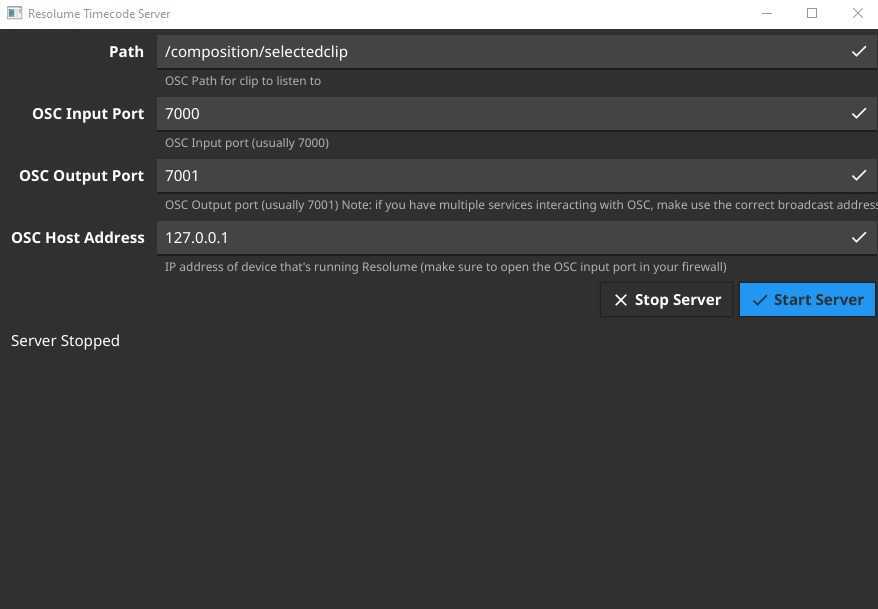 Resolume Timecode Server
Path /composition/selectedclip
OSC Path for clip to listen to
OSC Input Port 7000
OSC Input port (usually 7000)
OSC Output Port 7001
OSC Output port (usually 7001) Note: if you have multiple services interacting with OSC, make use the correct broadcast address
OSC Host Address 127.0.0.1
IP address of device that's running Resolume (make sure to open the OSC input port in your firewall)
Stop Server Start Server
Server Stopped